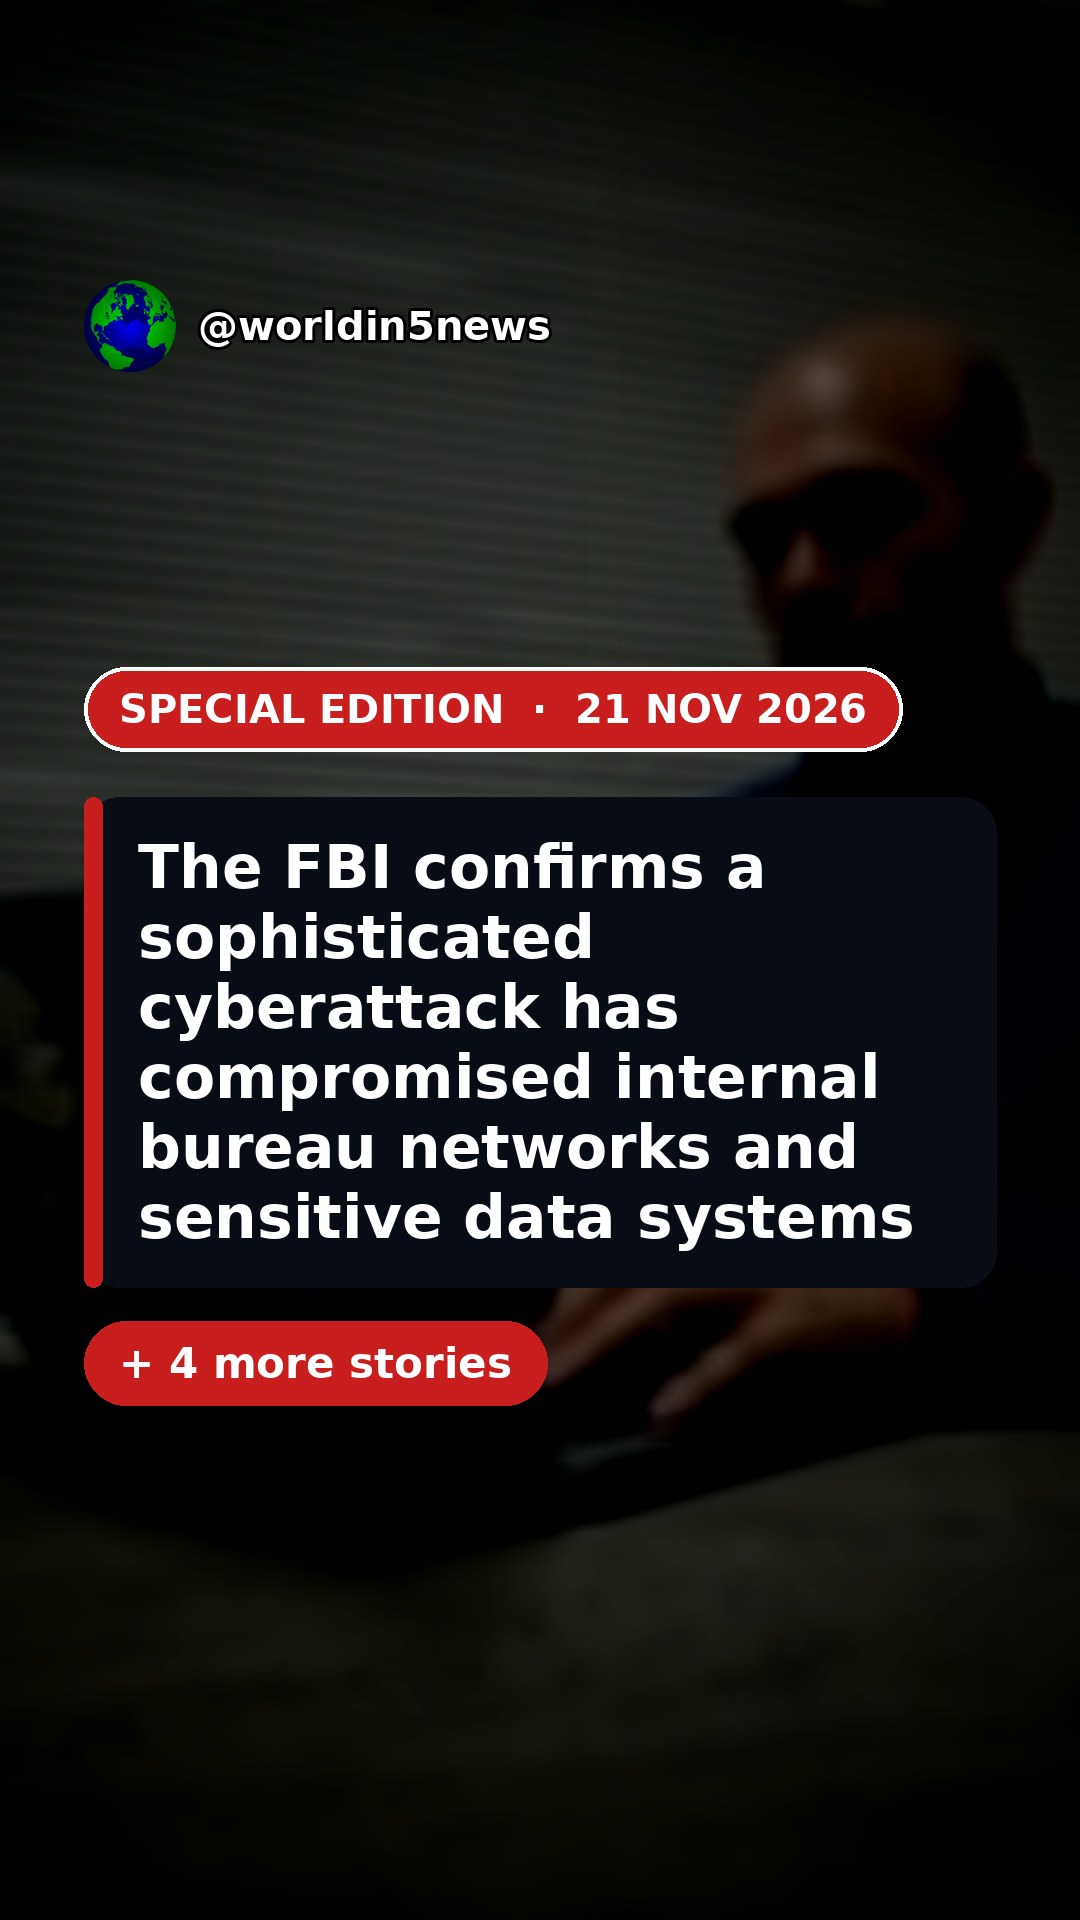 @worldin5news
SPECIAL EDITION · 21 NOV 2026
The FBI confirms a
sophisticated
cyberattack has
compromised internal
bureau networks and
sensitive data systems
+ 4 more stories